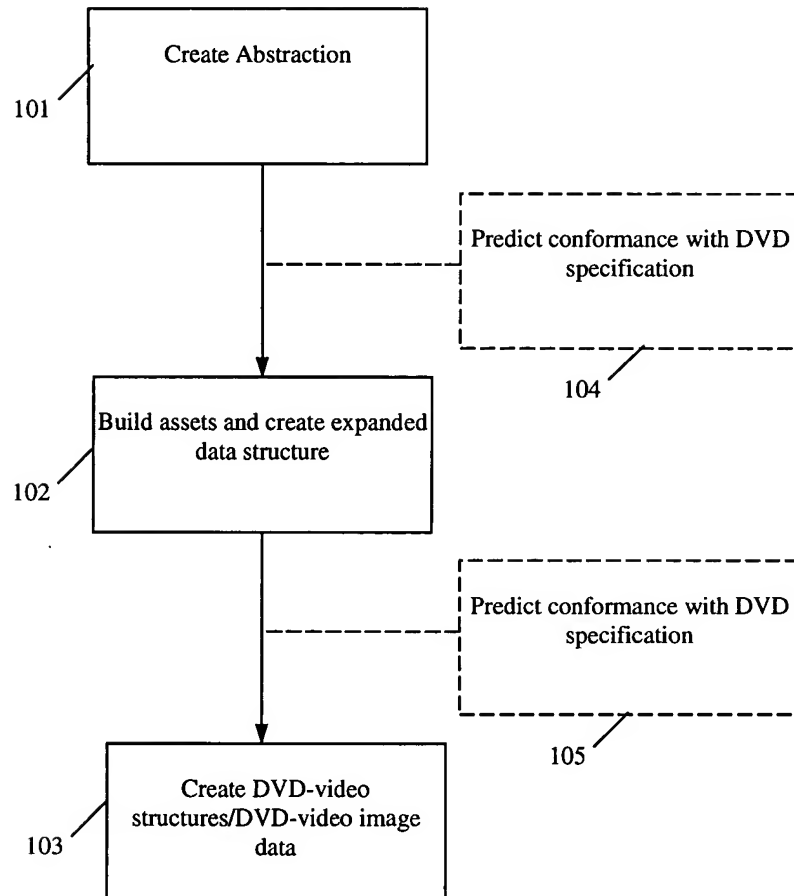 Create Abstraction
101
Predict conformance with DVD
specification
104
Build assets and create expanded
data structure
102
Predict conformance with DVD
specification
105
Create DVD-video
structures/DVD-video image
data
103